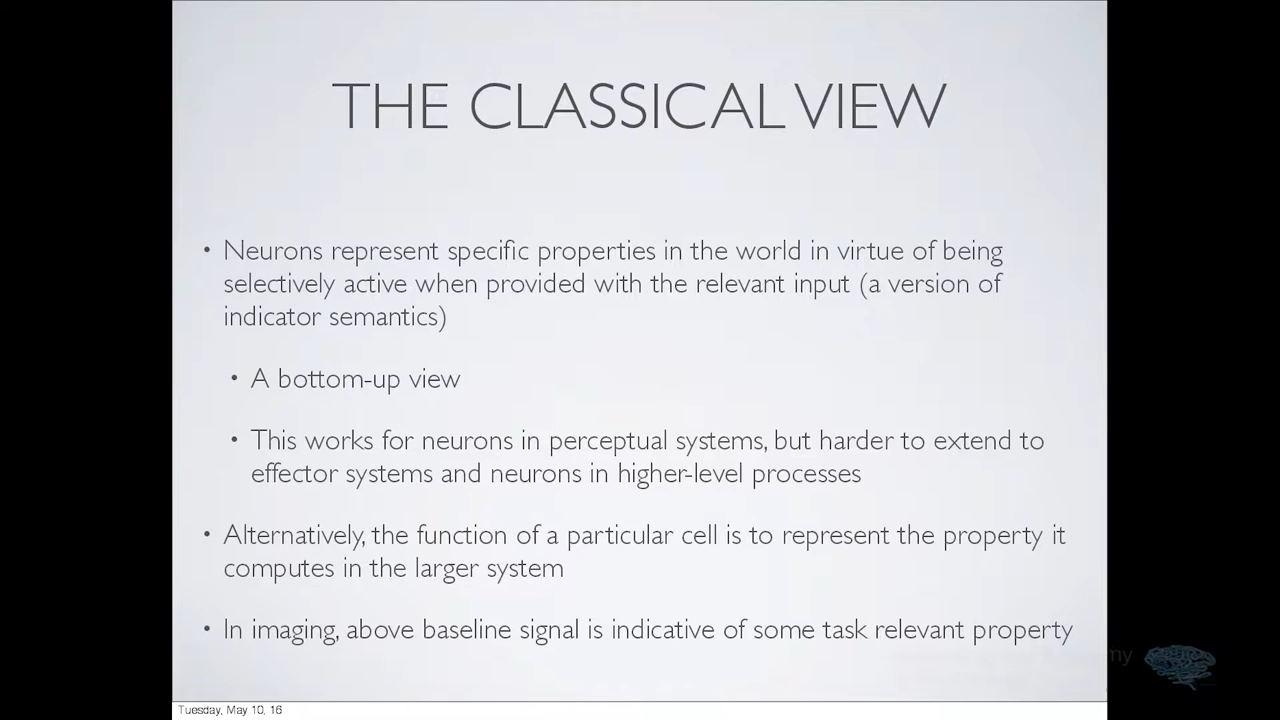 THE CLASSICAL VIEW
• Neurons represent specific properties in the world in virtue of being
selectively active when provided with the relevant input (a version of
indicator semantics)
• A bottom-up view
• This works for neurons in perceptual systems, but harder to extend to
effector systems and neurons in higher-level processes
• Alternatively, the function of a particular cell is to represent the property it
computes in the larger system
• In imaging, above baseline signal is indicative of some task relevant property
Tuesday, May 10, 16